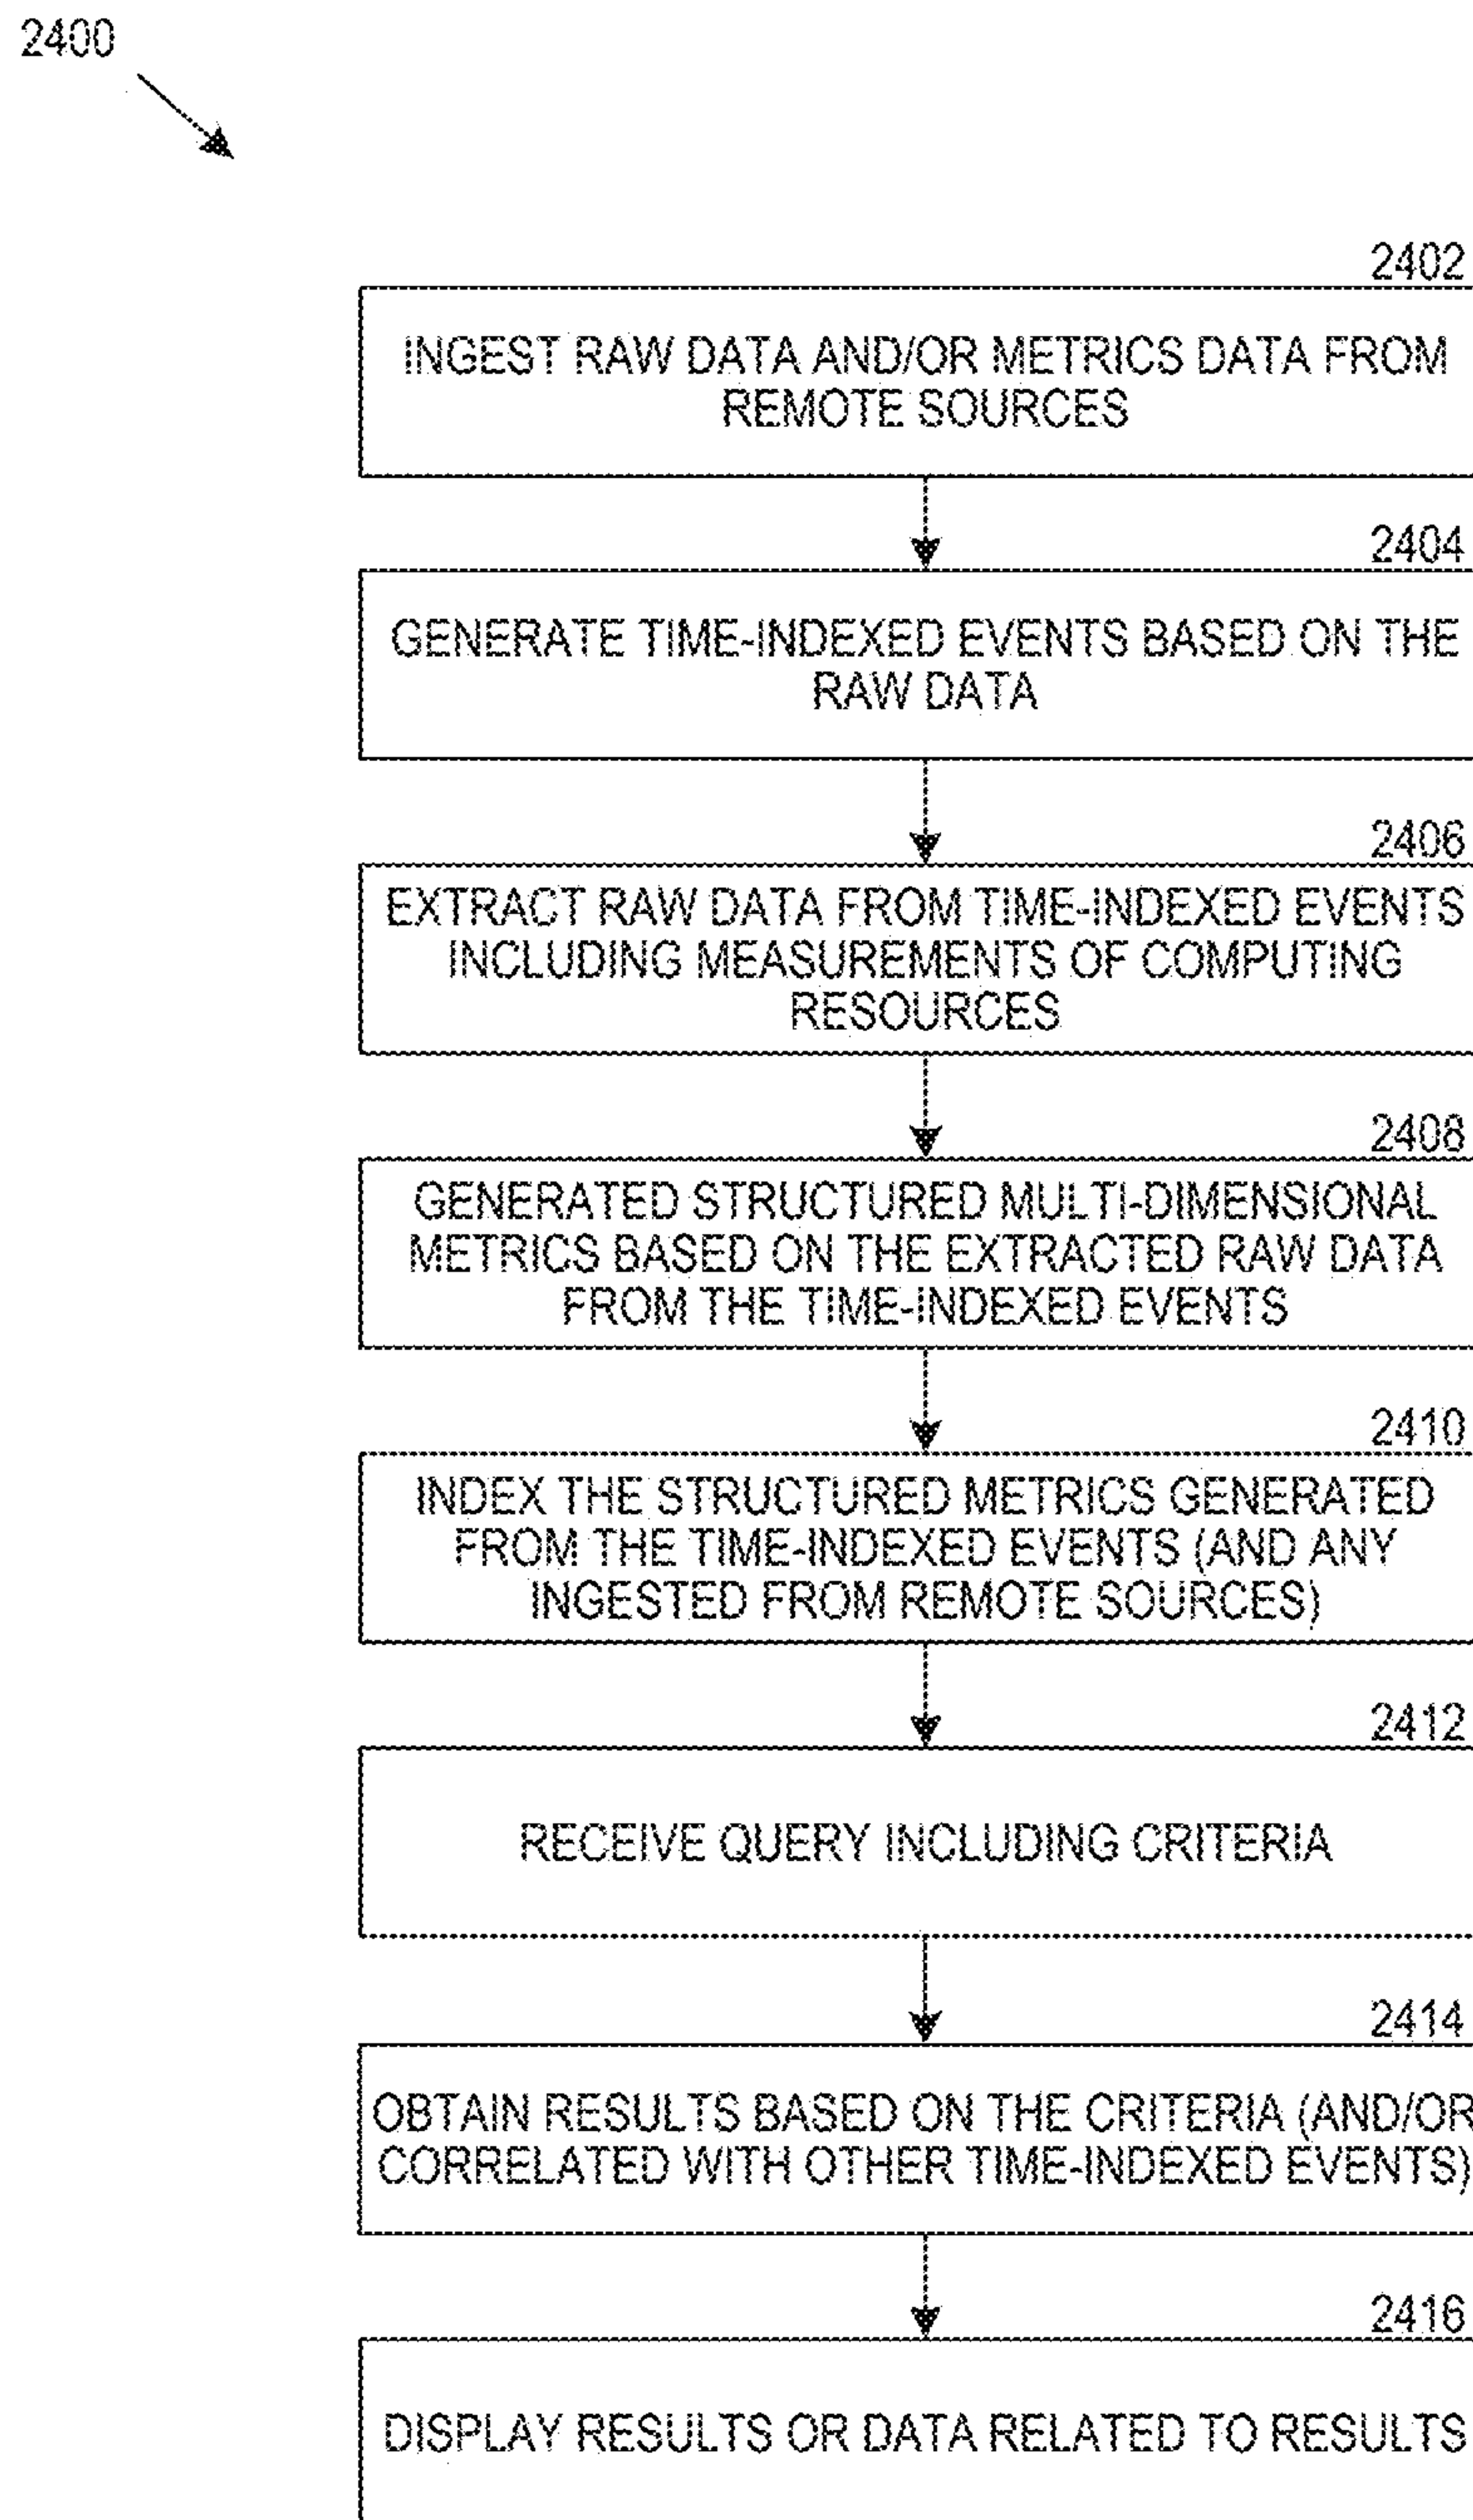 2400
2402
INGEST RAW DATA AND/OR METRICS DATA FROM
REMOTE SOURCES
2404
GENERATE TIME-INDEXED EVENTS BASED ON THE
RAW DATA
2406
EXTRACT RAW DATA FROM TIME-INDEXED EVENTS
INCLUDING MEASUREMENTS OF COMPUTING
RESOURCES
2408
GENERATED STRUCTURED MULTI-DIMENSIONAL
METRICS BASED ON THE EXTRACTED RAW DATA
FROM THE TIME-INDEXED EVENTS
2410
INDEX THE STRUCTURED METRICS GENERATED
FROM THE TIME-INDEXED EVENTS (AND ANY
INGESTED FROM REMOTE SOURCES)
2412
RECEIVE QUERY INCLUDING CRITERIA
2414
OBTAIN RESULTS BASED ON THE CRITERIA (AND/OR
CORRELATED WITH OTHER TIME-INDEXED EVENTS)
2416
DISPLAY RESULTS OR DATA RELATED TO RESULTS